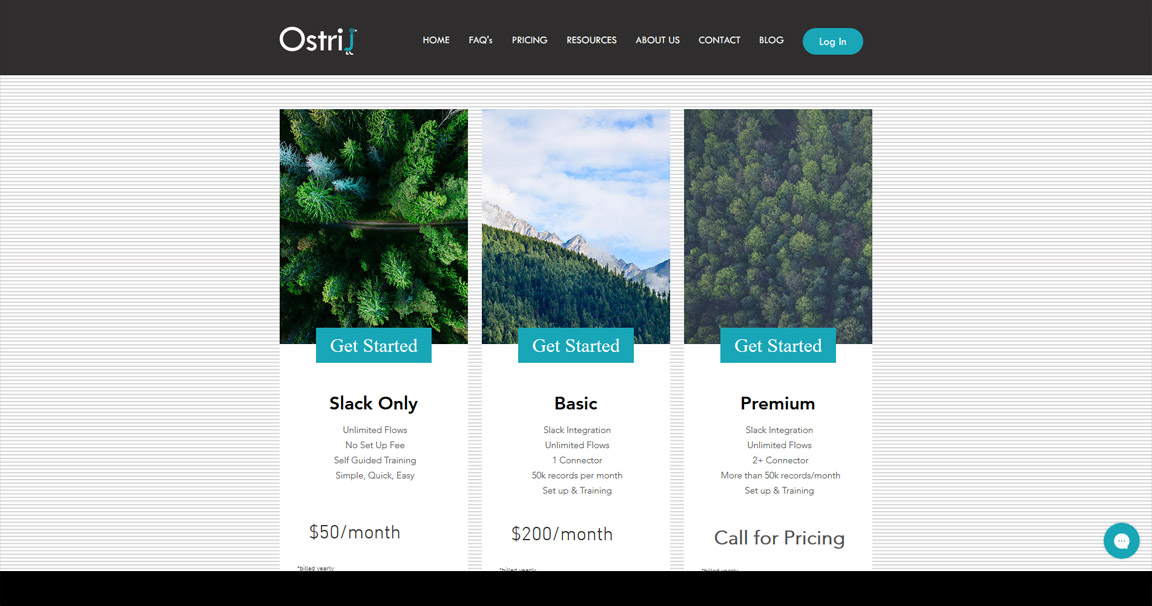 Ostrij
HOME FAQ's PRICING RESOURCES ABOUT US CONTACT BLOG Log In
Get Started
Slack Only
Unlimited Flows
No Set Up Fee
Self Guided Training
Simple, Quick, Easy
$50/month
*billed yearly
Get Started
Basic
Slack Integration
Unlimited Flows
1 Connector
50k records per month
Set up & Training
$200/month
*billed yearly
Get Started
Premium
Slack Integration
Unlimited Flows
2+ Connector
More than 50k records/month
Set up & Training
Call for Pricing
*billed yearly